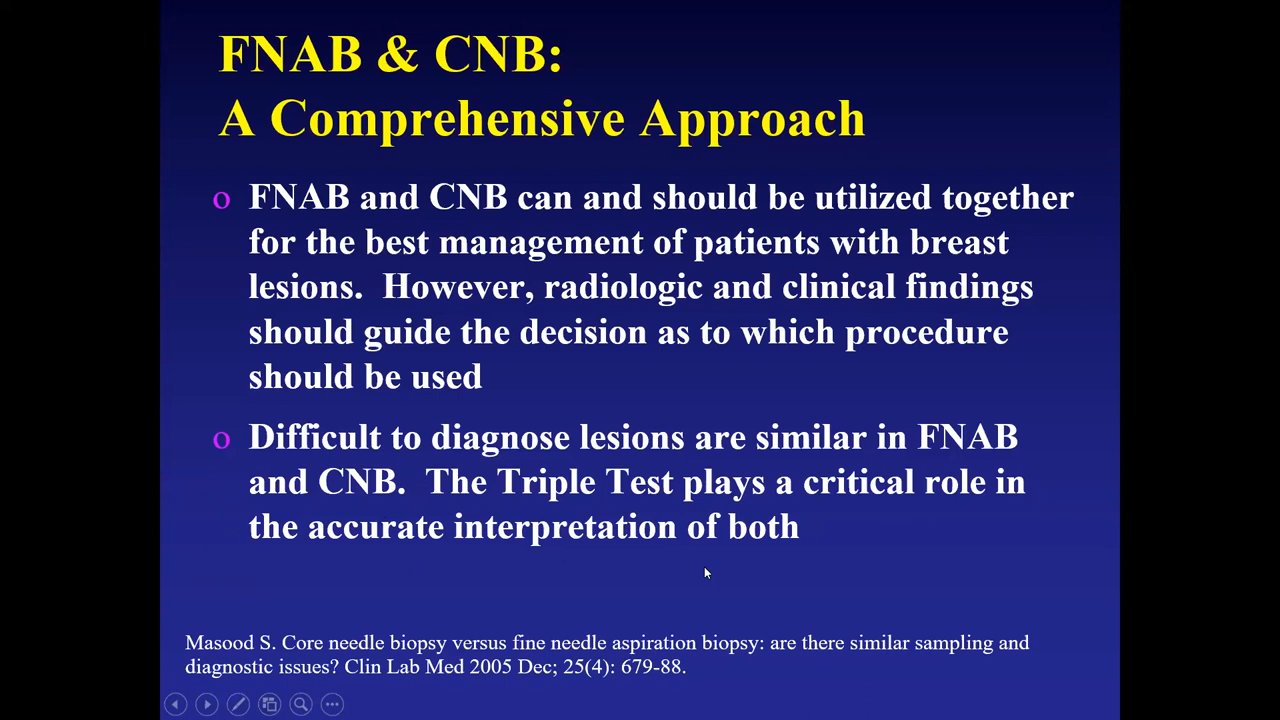 FNAB & CNB:
A Comprehensive Approach
o FNAB and CNB can and should be utilized together
for the best management of patients with breast
lesions.  However, radiologic and clinical findings
should guide the decision as to which procedure
should be used
o Difficult to diagnose lesions are similar in FNAB
and CNB.  The Triple Test plays a critical role in
the accurate interpretation of both
Masood S. Core needle biopsy versus fine needle aspiration biopsy: are there similar sampling and
diagnostic issues? Clin Lab Med 2005 Dec; 25(4): 679-88.